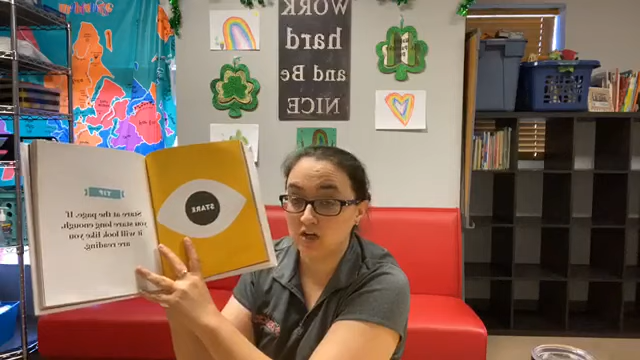 WORK
hard
and Be
NICE
TIP
Stare at the page. If
you stare long enough,
it will look like you
are reading.
STARE